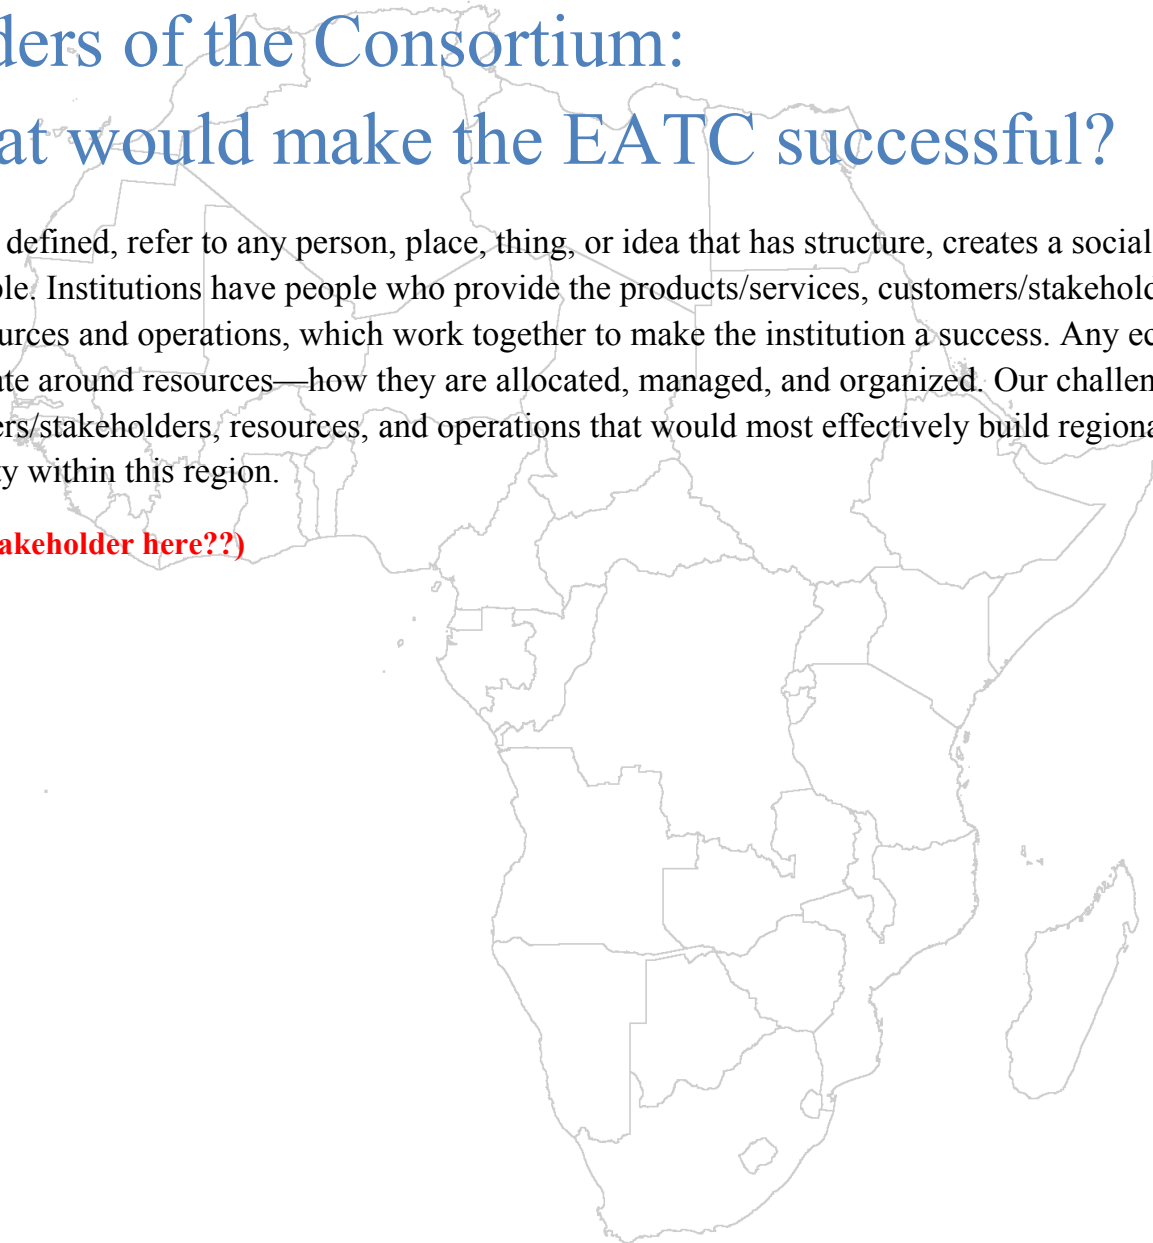 ders of the Consortium:
at would make the EATC successful?
defined, refer to any person, place, thing, or idea that has structure, creates a social
ple. Institutions have people who provide the products/services, customers/stakehold
urces and operations, which work together to make the institution a success. Any ec
ate around resources—how they are allocated, managed, and organized. Our challen
ers/stakeholders, resources, and operations that would most effectively build regiona
ty within this region.
akeholder here??)